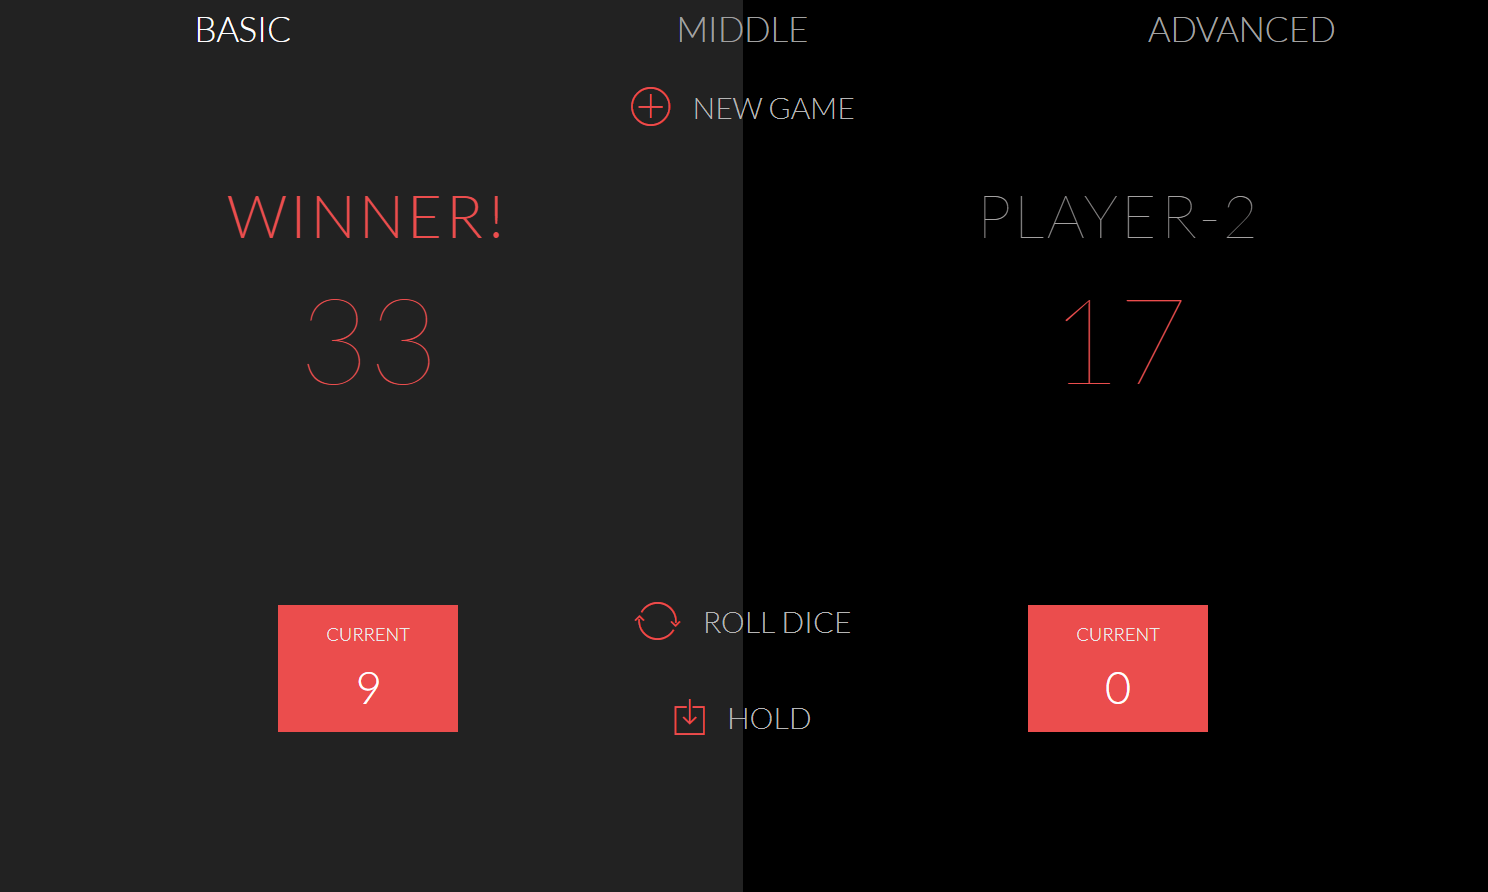 BASIC MIDDLE ADVANCED
NEW GAME
WINNER! PLAYER-2
33 17
CURRENT ROLL DICE CURRENT
9 0
HOLD